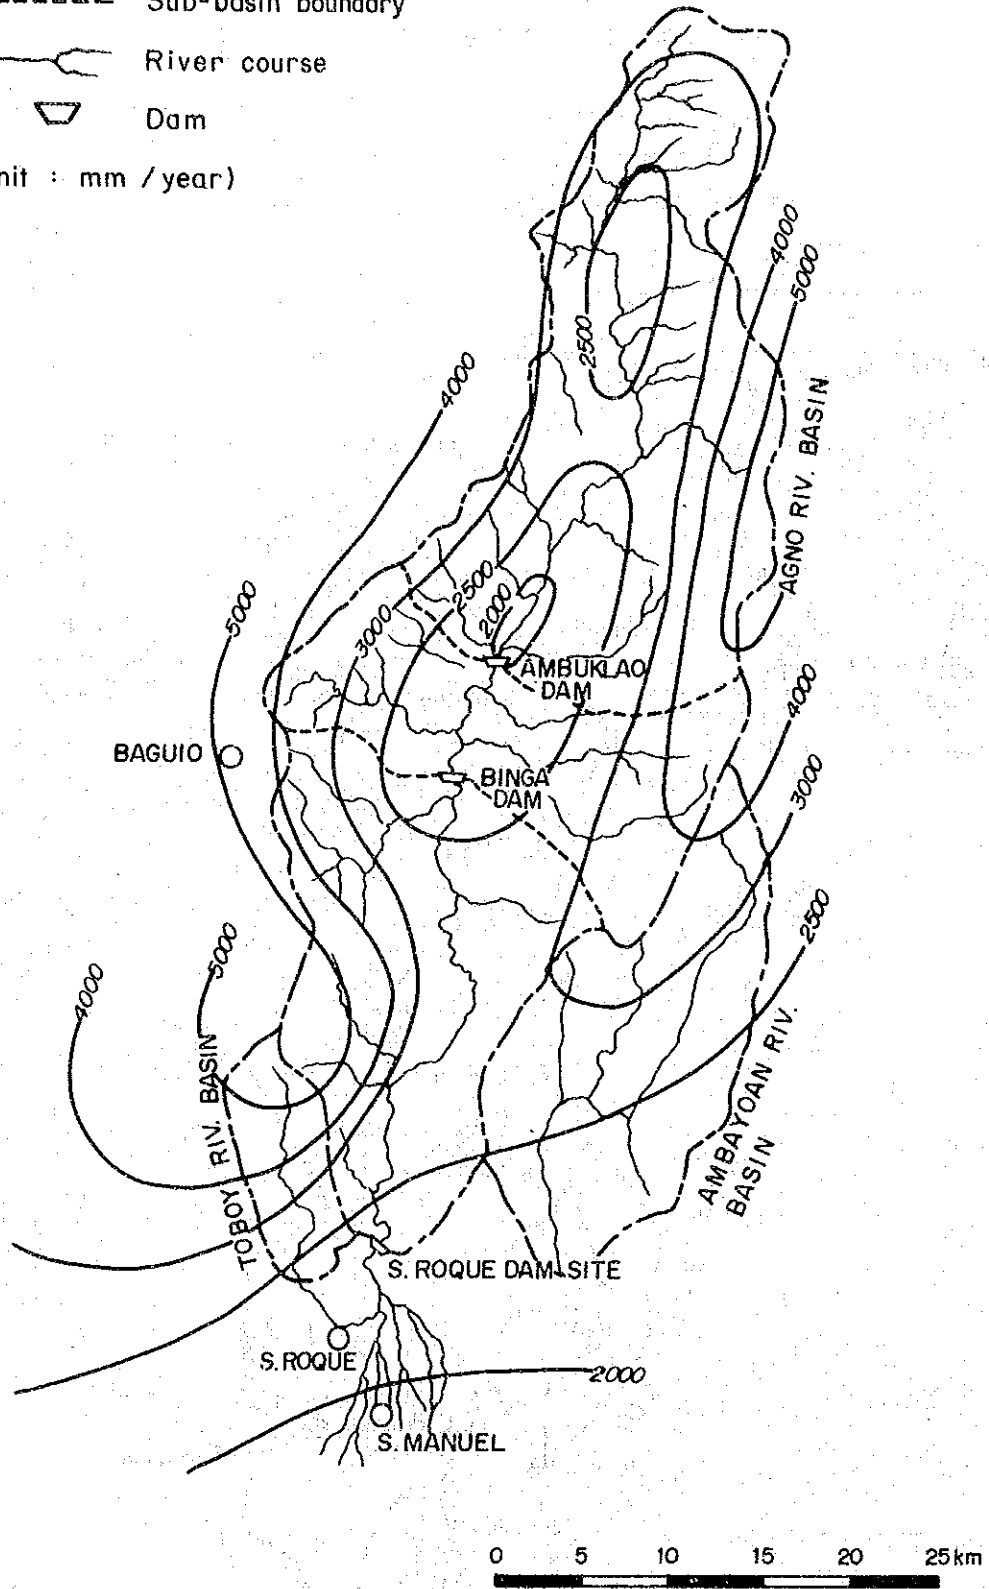 Sub-basin boundary
River course
Dam
nit : mm / year)
4000
5000
2500
4000
AGNO RIV. BASIN
5000
2500
2000
3000
AMBUKLAO
DAM
4000
BAGUIO
BINGA
DAM
3000
2500
5000
4000
TOBOY RIV. BASIN
AMBAYOAN RIV.
BASIN
S. ROQUE DAM SITE
S. ROQUE
2000
S. MANUEL
0 5 10 15 20 25 km